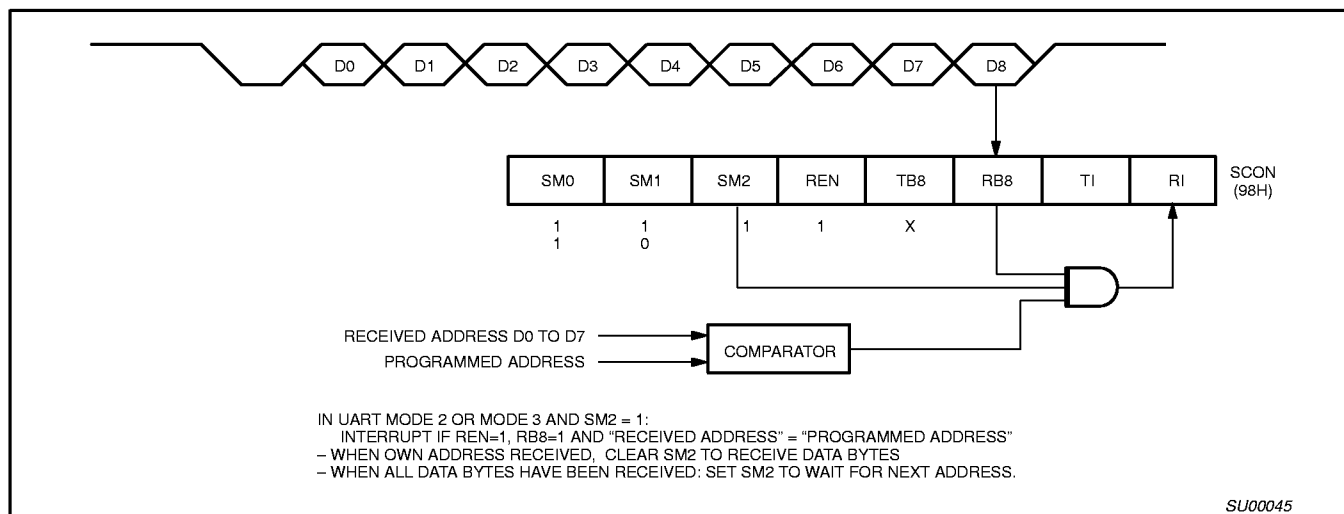 D0 D1 D2 D3 D4 D5 D6 D7 D8
SM0 SM1 SM2 REN TB8 RB8 TI RI
SCON
(98H)
1 1 1 1 X
1 0
RECEIVED ADDRESS D0 TO D7
PROGRAMMED ADDRESS
COMPARATOR
IN UART MODE 2 OR MODE 3 AND SM2 = 1:
INTERRUPT IF REN=1, RB8=1 AND “RECEIVED ADDRESS” = “PROGRAMMED ADDRESS”
– WHEN OWN ADDRESS RECEIVED, CLEAR SM2 TO RECEIVE DATA BYTES
– WHEN ALL DATA BYTES HAVE BEEN RECEIVED: SET SM2 TO WAIT FOR NEXT ADDRESS.
SU00045